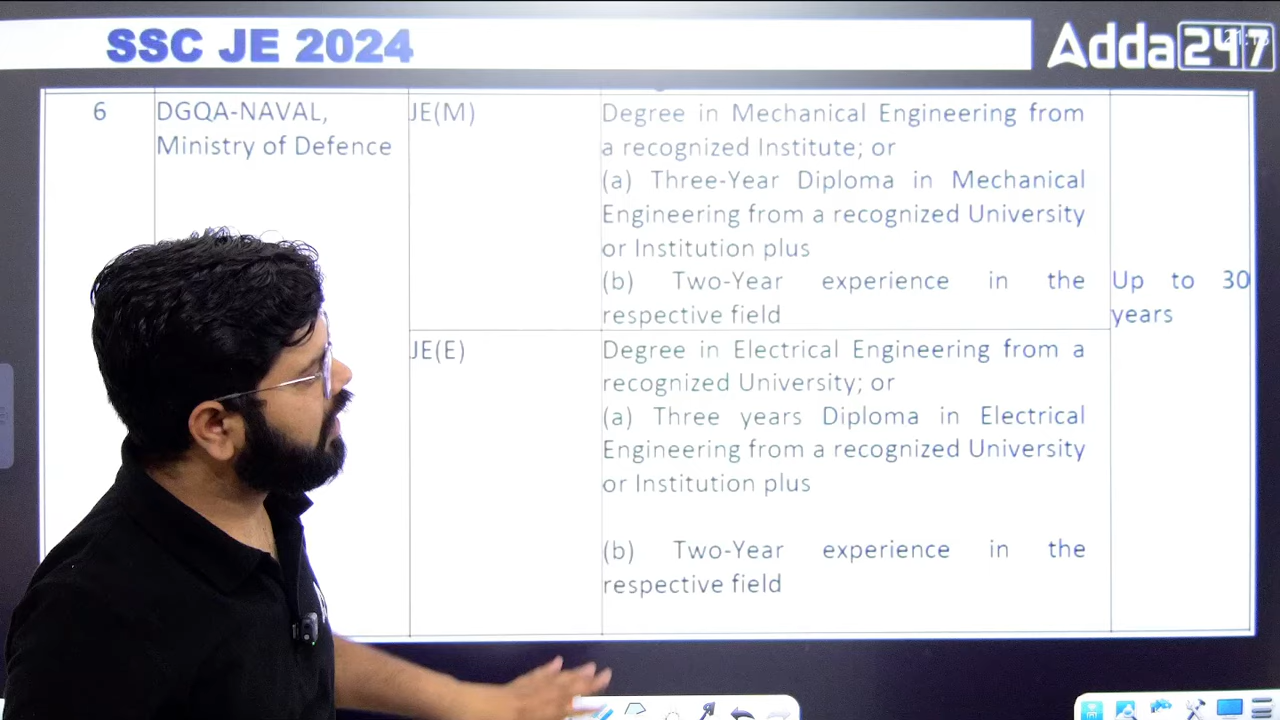 SSC JE 2024
Adda247
6
DGQA-NAVAL,
Ministry of Defence
JE(M)
Degree in Mechanical Engineering from
a recognized Institute; or
(a) Three-Year Diploma in Mechanical
Engineering from a recognized University
or Institution plus
(b) Two-Year experience in the
respective field
Up to 30
years
JE(E)
Degree in Electrical Engineering from a
recognized University; or
(a) Three years Diploma in Electrical
Engineering from a recognized University
or Institution plus
(b) Two-Year experience in the
respective field